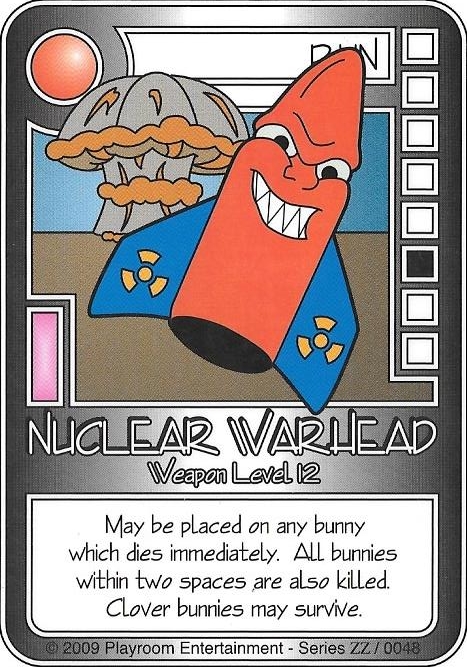 RUN
NUCLEAR WARHEAD
Weapon Level 12
May be placed on any bunny
which dies immediately. All bunnies
within two spaces are also killed.
Clover bunnies may survive.
© 2009 Playroom Entertainment - Series ZZ / 0048